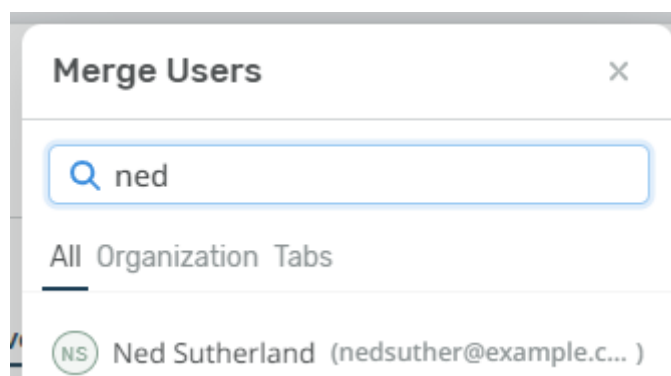 Merge Users ×
ned
All Organization Tabs
NS Ned Sutherland (nedsuther@example.c... )